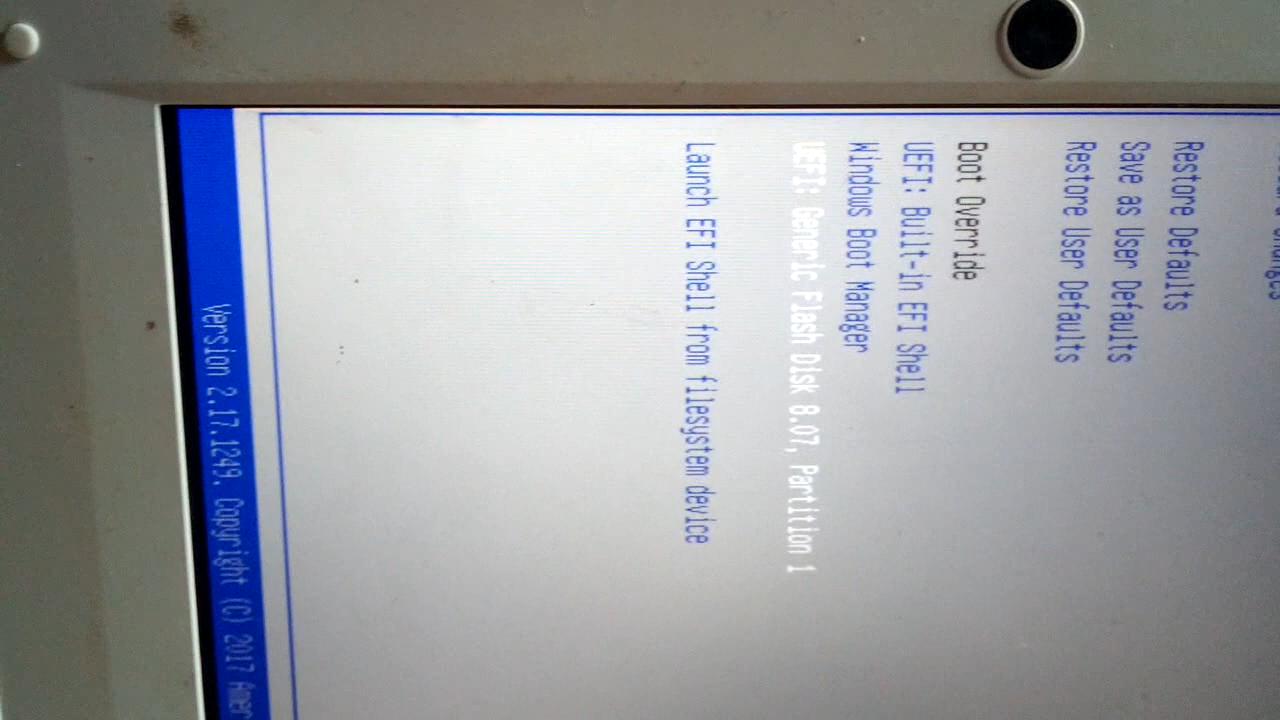 Restore Defaults
Save as User Defaults
Restore User Defaults
Boot Override
UEFI: Built-in EFI Shell
Windows Boot Manager
UEFI: Generic Flash Disk 8.07, Partition 1
Launch EFI Shell from filesystem device
Version 2.17.1249. Copyright (C) 2017 Amer